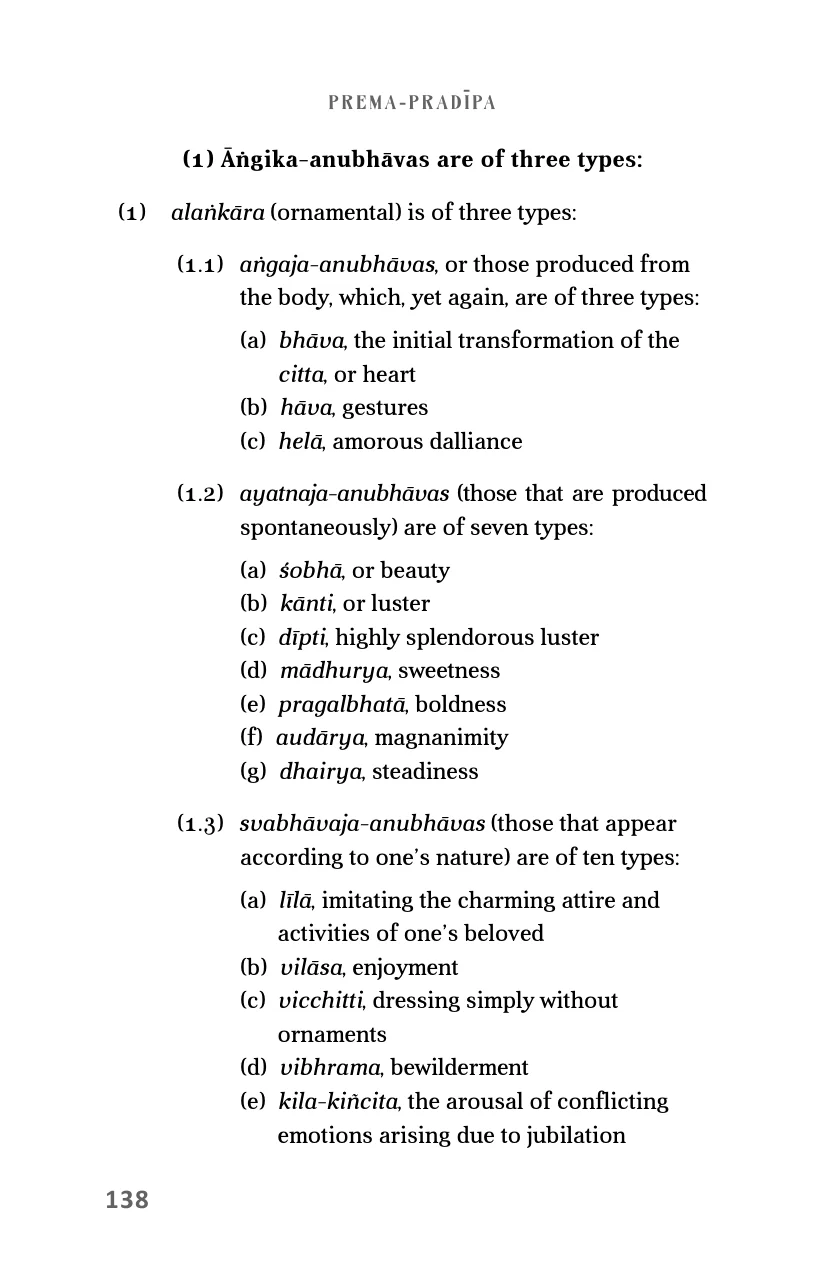 PREMA-PRADĪPA
(1) Āṅgika-anubhāvas are of three types:
(1) alaṅkāra (ornamental) is of three types:
(1.1) aṅgaja-anubhāvas, or those produced from
the body, which, yet again, are of three types:
(a) bhāva, the initial transformation of the
citta, or heart
(b) hāva, gestures
(c) helā, amorous dalliance
(1.2) ayatnaja-anubhāvas (those that are produced
spontaneously) are of seven types:
(a) śobhā, or beauty
(b) kānti, or luster
(c) dīpti, highly splendorous luster
(d) mādhurya, sweetness
(e) pragalbhatā, boldness
(f) audārya, magnanimity
(g) dhairya, steadiness
(1.3) svabhāvaja-anubhāvas (those that appear
according to one’s nature) are of ten types:
(a) līlā, imitating the charming attire and
activities of one’s beloved
(b) vilāsa, enjoyment
(c) vicchitti, dressing simply without
ornaments
(d) vibhrama, bewilderment
(e) kila-kiñcita, the arousal of conflicting
emotions arising due to jubilation
138